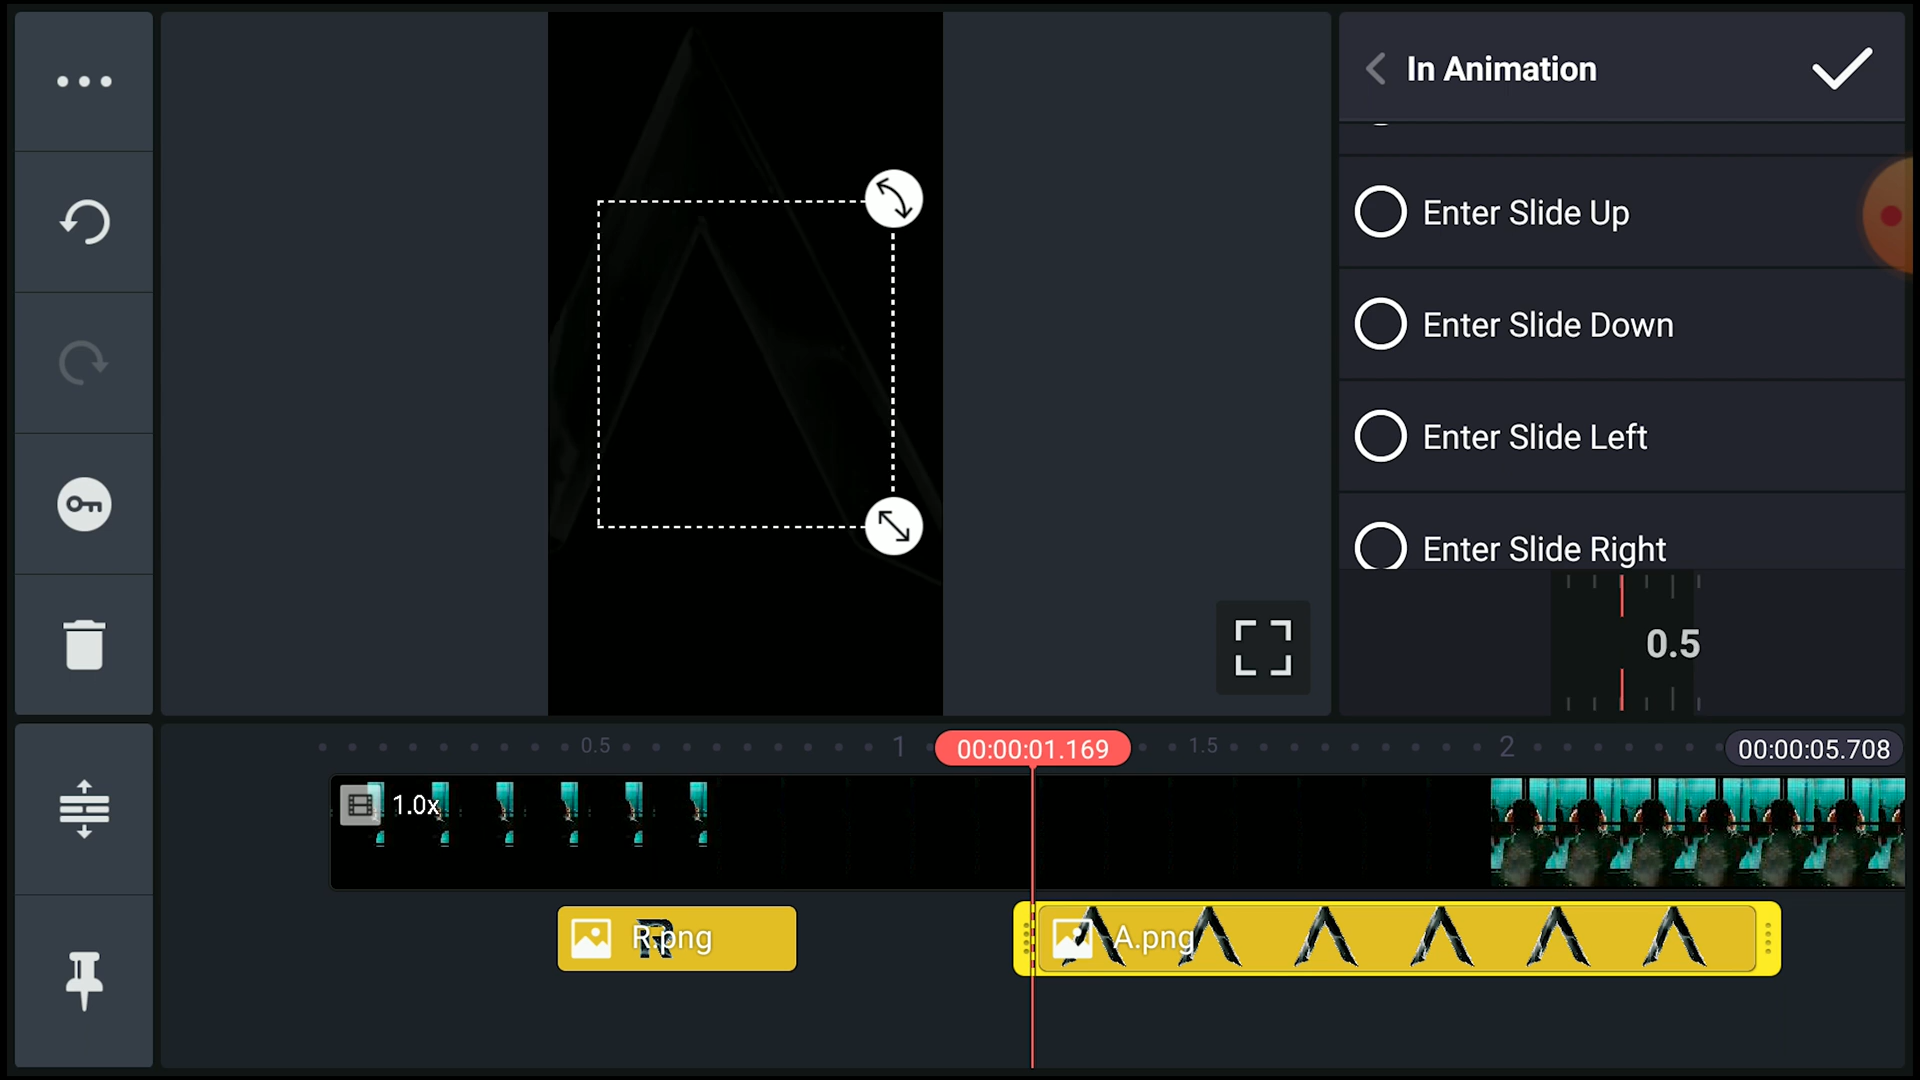 In Animation
Enter Slide Up
Enter Slide Down
Enter Slide Left
Enter Slide Right
0.5
0.5
1
00:00:01.169
1.5
2
00:00:05.708
1.0x
R.png
A.png